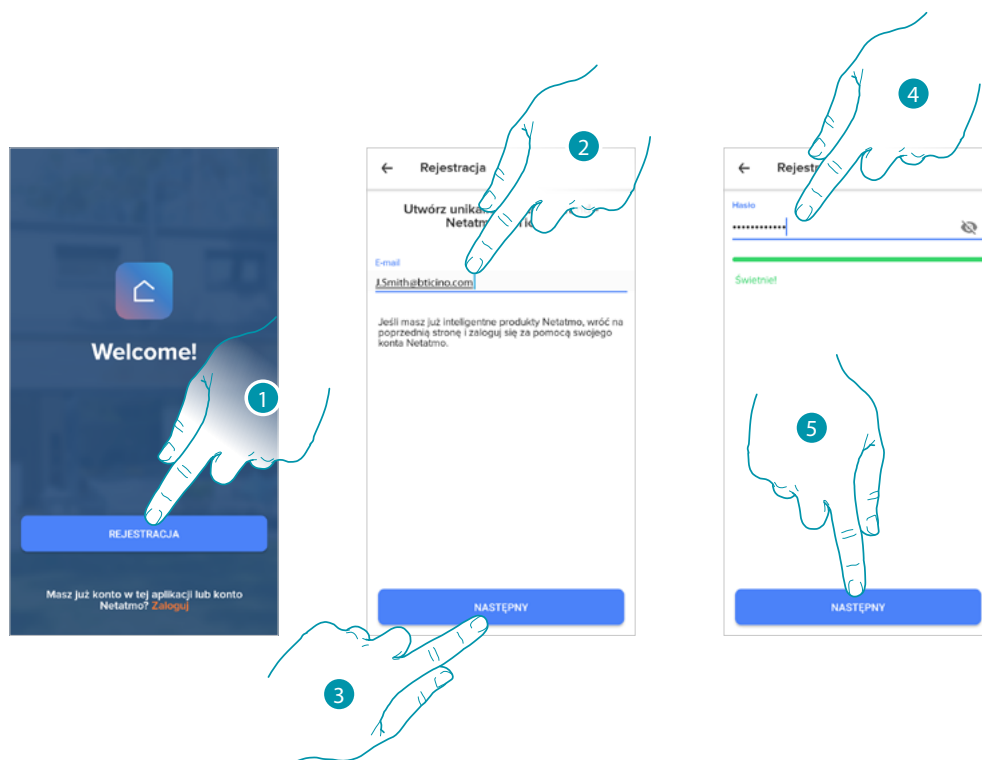 Welcome!
1
REJESTRACJA
Masz już konto w tej aplikacji lub konto
Netatmo? Zaloguj
2
Rejestracja
Utwórz
Netatm
E-mail
J.Smith@bticino.com
Jeśli masz już inteligentne produkty Netatmo, wróć na
poprzednią stronę i zaloguj się za pomocą swojego
konta Netatmo.
NASTĘPNY
3
4
Rejestr
Hasło
••••••••••••
Świetnie!
5
NASTĘPNY